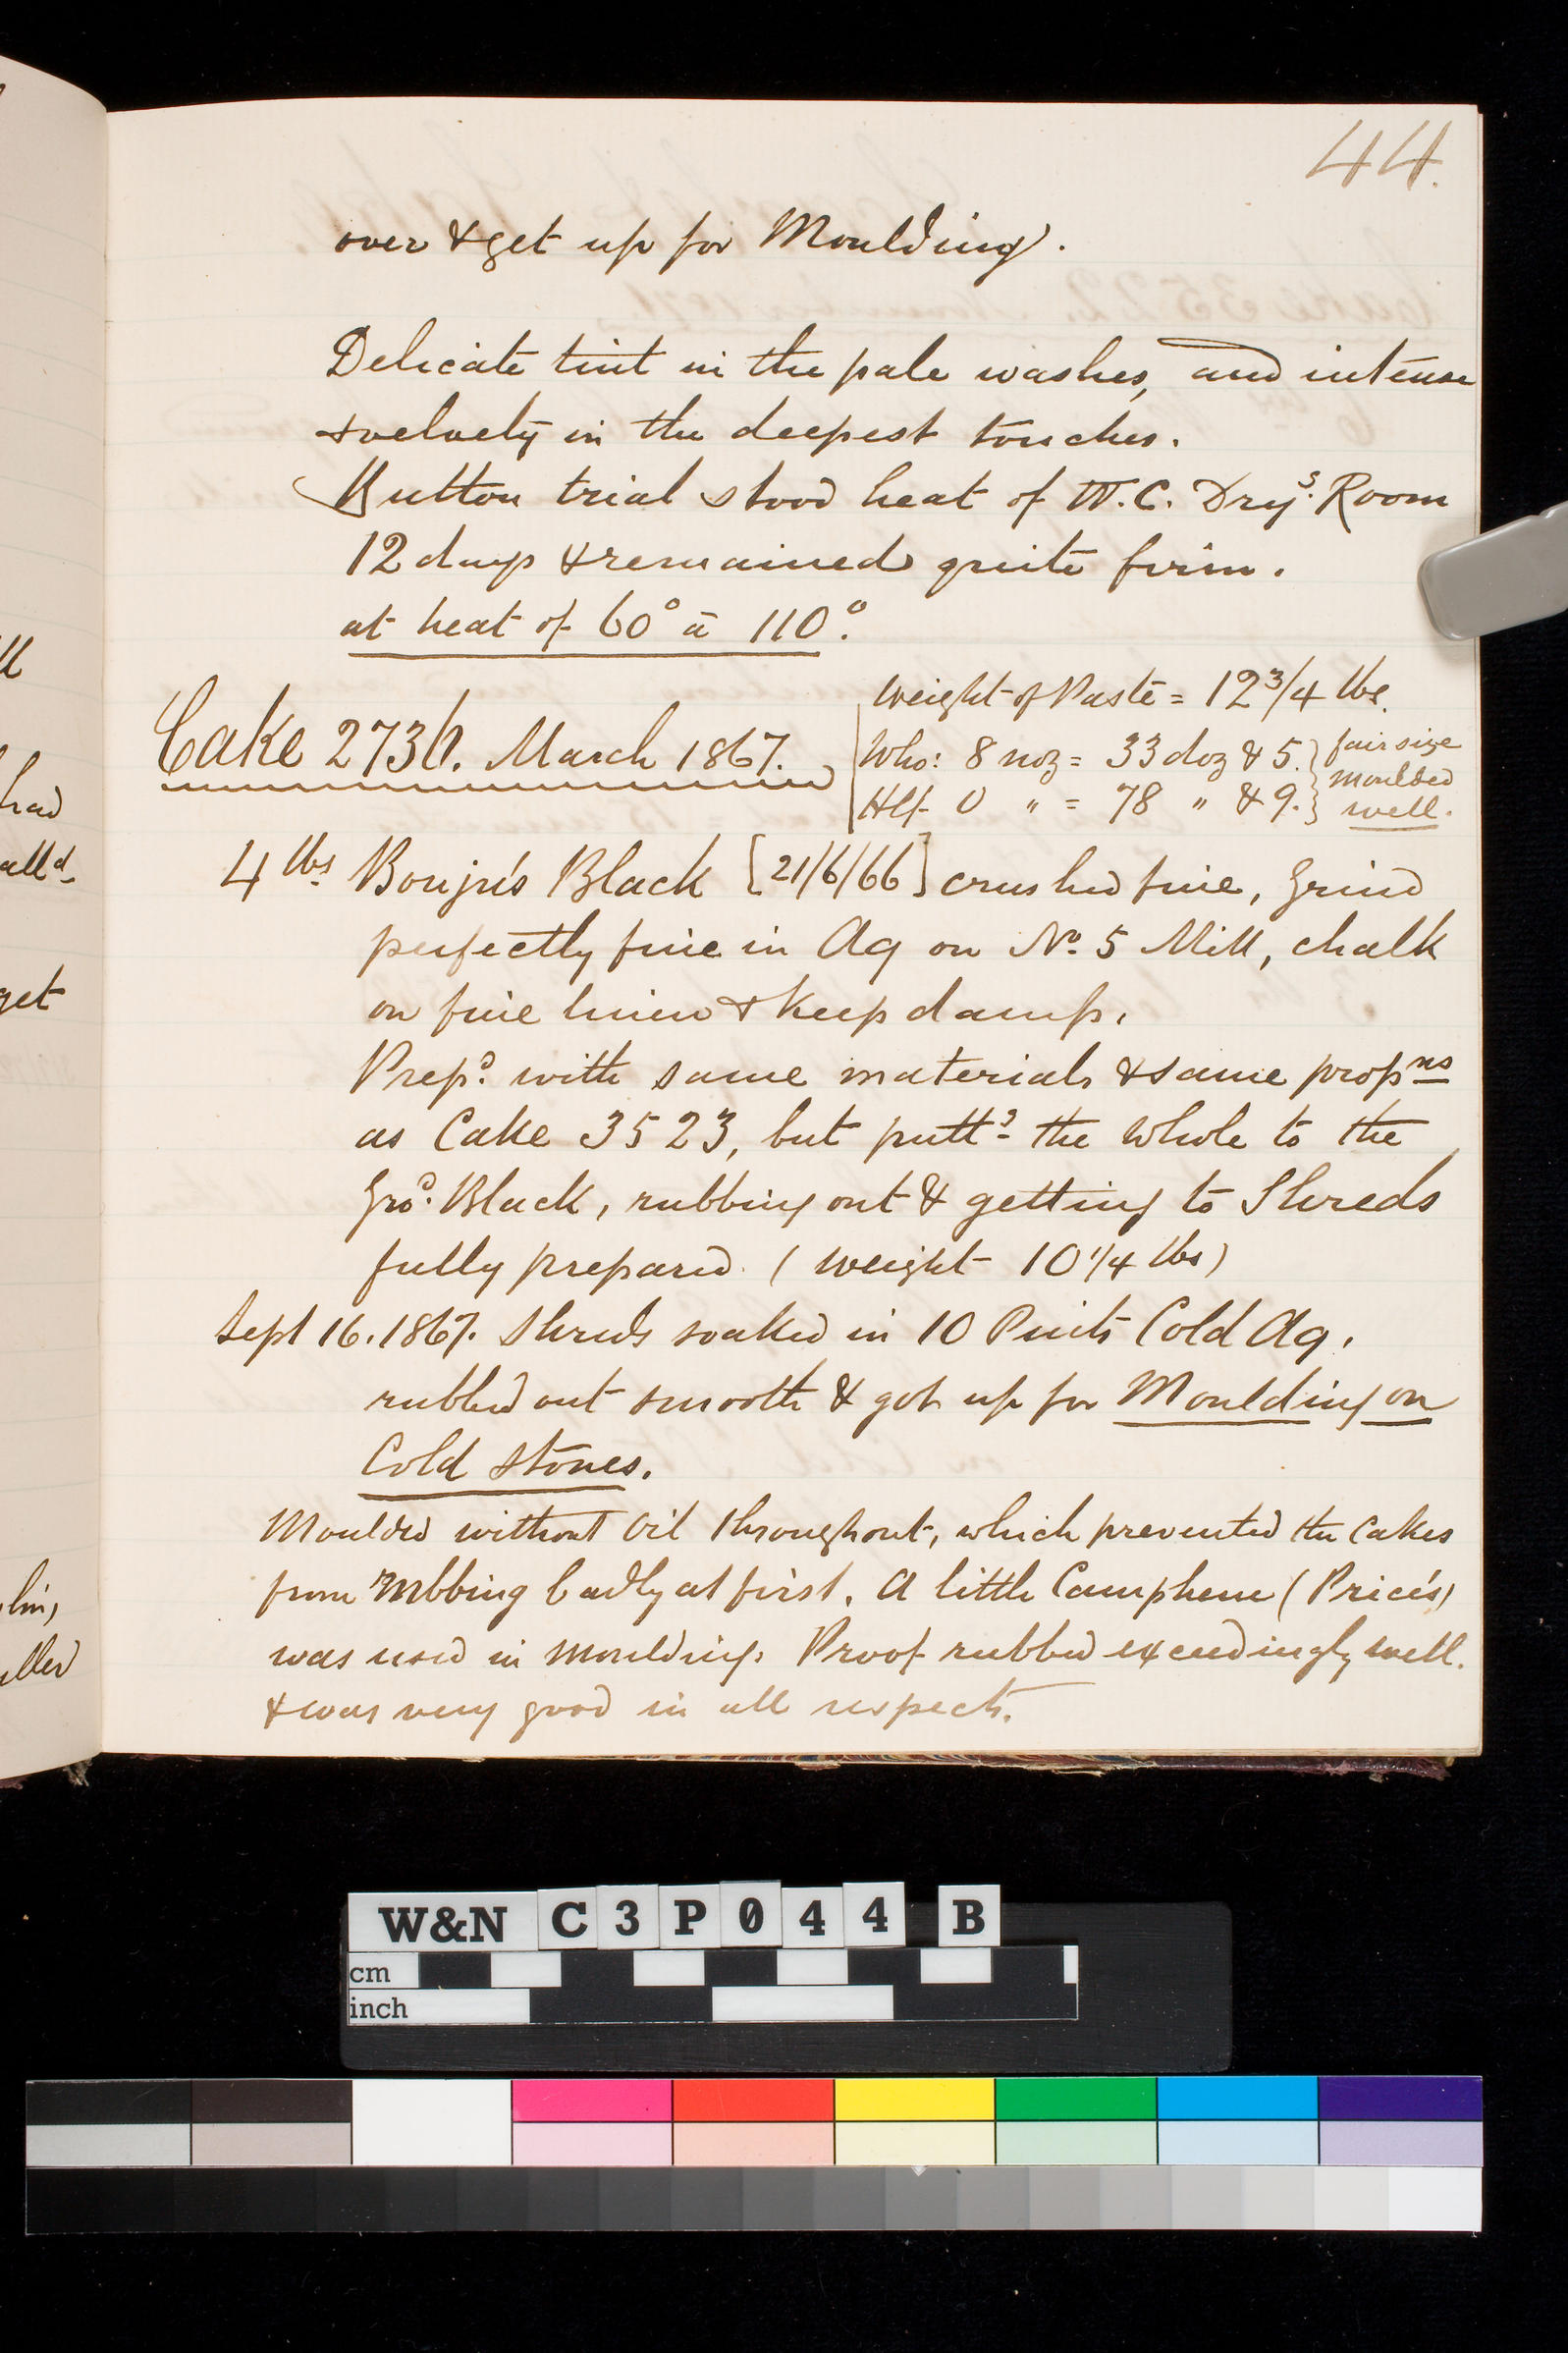 44.
over & get up for Moulding.
Delicate tint in the pale washes, and intense
& velvety in the deepest touches.
Button trial stood heat of W.C. Dryg. Room
12 days & remained quite firm.
at heat of 60° à 110°.
Weight of Paste = 12 3/4 lbs.
Cake 2736. March 1867.
Who: 8 noz = 33 doz & 5. } fair size
Hlf. 0 " = 78 " & 9. } moulded
well.
4 lbs Bouju's Black [21/6/66] crushed fine, Grind
perfectly fine in Aq on No. 5 Mill, chalk
on fine linen & keep damp.
Prepd. with same materials & same propns
as Cake 3523, but puttg the Whole to the
Grod. Black, rubbing out & getting to Shreds
fully prepared. (weight 10 1/4 lbs)
Sept 16. 1867. Shreds soaked in 10 Pints Cold Aq.
rubbed out smooth & got up for Moulding on
Cold Stones.
Moulded without Oil throughout, which prevented the Cakes
from rubbing badly at first. A little Camphene (Price's)
was used in moulding. Proof rubbed exceedingly well.
& was very good in all respects.
ll
had
alld
get
lin,
uller
W&N C3P044 B
cm
inch